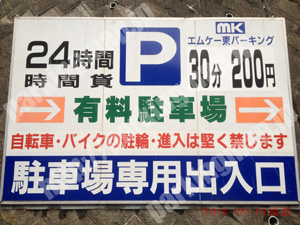 24時間
時間貸
P
mk
エムケー東パーキング
30分 200円
有料駐車場
自転車・バイクの駐輪・進入は堅く禁じます
駐車場専用出入口